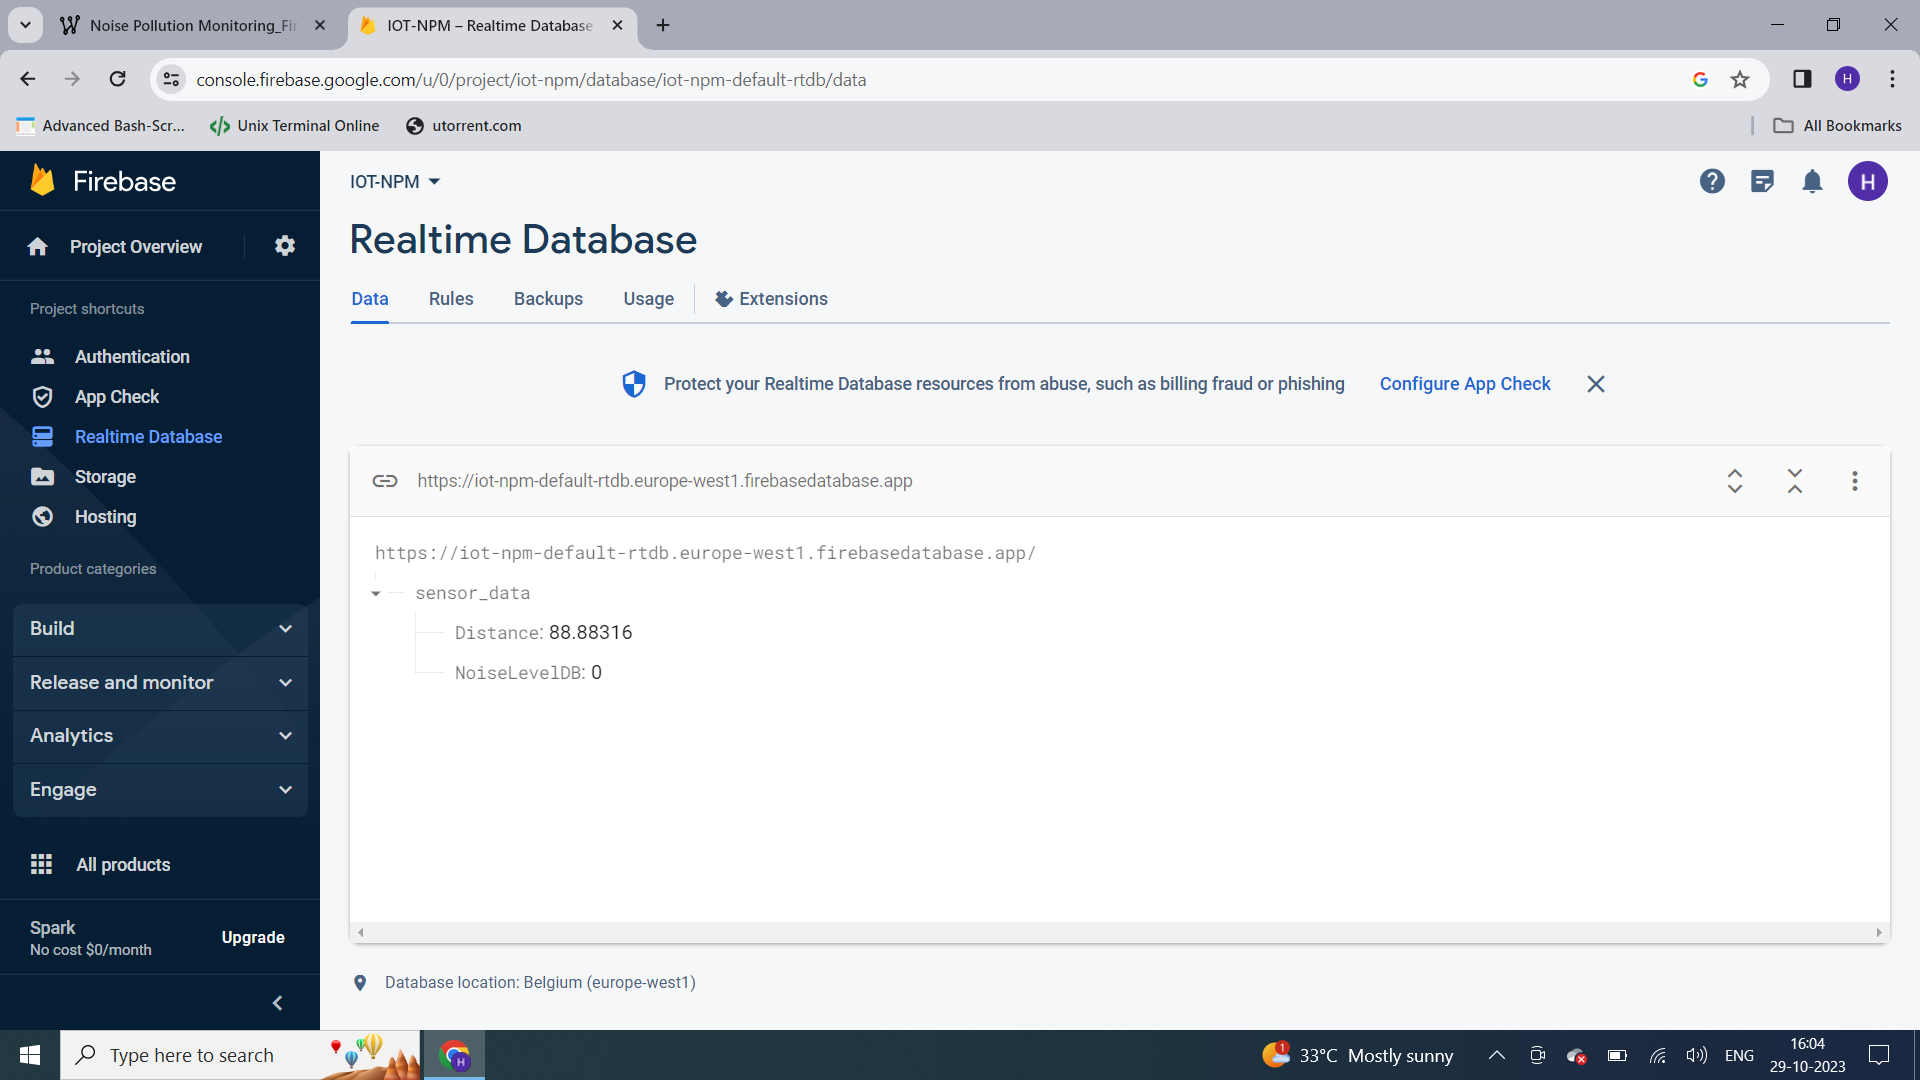 Noise Pollution Monitoring_Fir
IOT-NPM – Realtime Database
console.firebase.google.com/u/0/project/iot-npm/database/iot-npm-default-rtdb/data
H
Advanced Bash-Scr...
Unix Terminal Online
utorrent.com
All Bookmarks
Firebase
Project Overview
Project shortcuts
Authentication
App Check
Realtime Database
Storage
Hosting
Product categories
Build
Release and monitor
Analytics
Engage
All products
Spark
No cost $0/month
Upgrade
IOT-NPM
H
Realtime Database
Data
Rules
Backups
Usage
Extensions
Protect your Realtime Database resources from abuse, such as billing fraud or phishing
Configure App Check
https://iot-npm-default-rtdb.europe-west1.firebasedatabase.app
https://iot-npm-default-rtdb.europe-west1.firebasedatabase.app/
sensor_data
Distance: 88.88316
NoiseLevelDB: 0
Database location: Belgium (europe-west1)
Type here to search
H
1
33°C Mostly sunny
ENG
16:04
29-10-2023